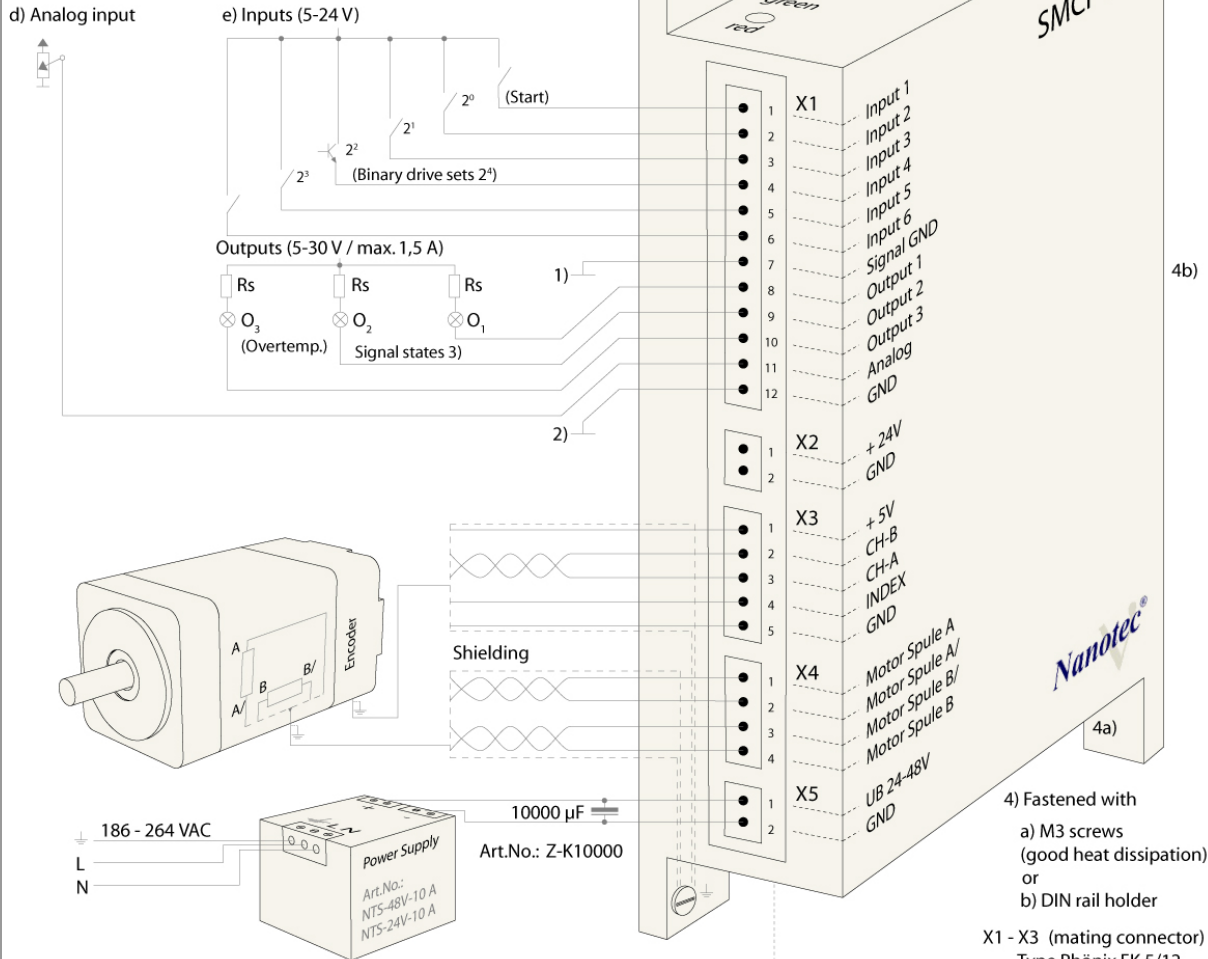 d) Analog input
e) Inputs (5-24 V)
green
red
2⁰
(Start)
2¹
2²
(Binary drive sets 2⁴)
2³
Outputs (5-30 V / max. 1,5 A)
Rs
Rs
Rs
O₃
O₂
O₁
(Overtemp.)
Signal states 3)
1)
2)
X1
1
2
3
4
5
6
7
8
9
10
11
12
Input 1
Input 2
Input 3
Input 4
Input 5
Input 6
Signal GND
Output 1
Output 2
Output 3
Analog
GND
4b)
X2
1
2
+ 24V
GND
X3
1
2
3
4
5
+ 5V
CH-B
CH-A
INDEX
GND
Nanotec®
X4
1
2
3
4
Motor Spule A
Motor Spule A/
Motor Spule B/
Motor Spule B
4a)
X5
1
2
UB 24-48V
GND
A
A/
B
B/
Encoder
Shielding
10000 µF
Art.No.: Z-K10000
186 - 264 VAC
L
N
+
-
L N
Power Supply
Art.No.:
NTS-48V-10 A
NTS-24V-10 A
4) Fastened with
a) M3 screws
(good heat dissipation)
or
b) DIN rail holder
X1 - X3 (mating connector)